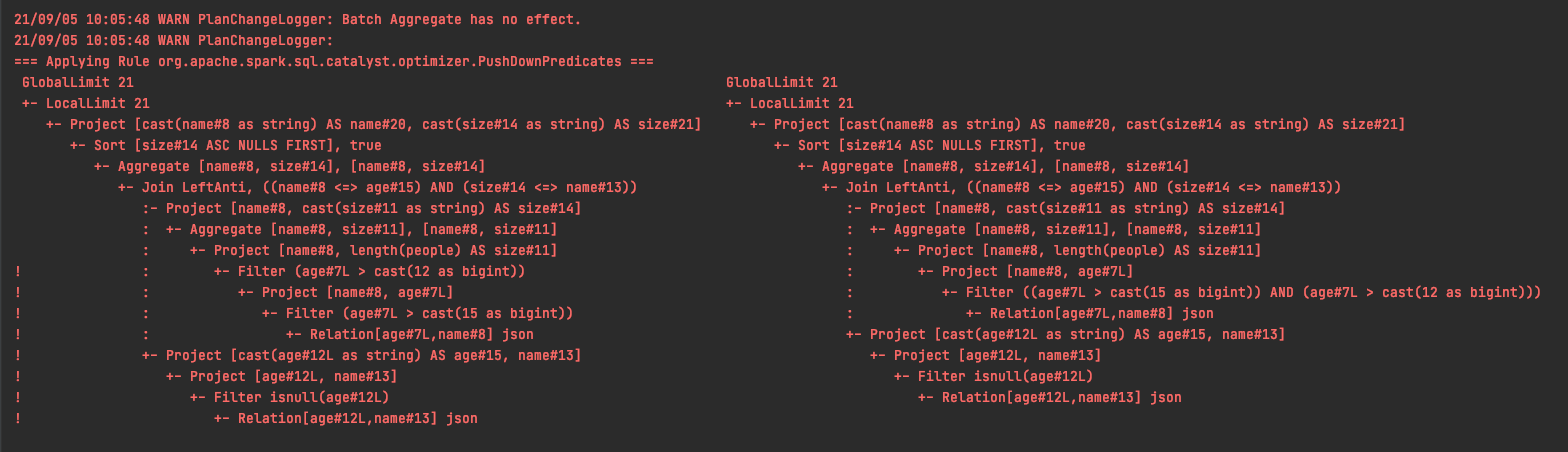 21/09/05 10:05:48 WARN PlanChangeLogger: Batch Aggregate has no effect.
21/09/05 10:05:48 WARN PlanChangeLogger:
=== Applying Rule org.apache.spark.sql.catalyst.optimizer.PushDownPredicates ===
 GlobalLimit 21                                                                          GlobalLimit 21
 +- LocalLimit 21                                                                        +- LocalLimit 21
    +- Project [cast(name#8 as string) AS name#20, cast(size#14 as string) AS size#21]      +- Project [cast(name#8 as string) AS name#20, cast(size#14 as string) AS size#21]
       +- Sort [size#14 ASC NULLS FIRST], true                                                 +- Sort [size#14 ASC NULLS FIRST], true
          +- Aggregate [name#8, size#14], [name#8, size#14]                                       +- Aggregate [name#8, size#14], [name#8, size#14]
             +- Join LeftAnti, ((name#8 <=> age#15) AND (size#14 <=> name#13))                       +- Join LeftAnti, ((name#8 <=> age#15) AND (size#14 <=> name#13))
                :- Project [name#8, cast(size#11 as string) AS size#14]                                 :- Project [name#8, cast(size#11 as string) AS size#14]
                :  +- Aggregate [name#8, size#11], [name#8, size#11]                                    :  +- Aggregate [name#8, size#11], [name#8, size#11]
                :     +- Project [name#8, length(people) AS size#11]                                    :     +- Project [name#8, length(people) AS size#11]
!               :        +- Filter (age#7L > cast(12 as bigint))                                        :        +- Project [name#8, age#7L]
!               :           +- Project [name#8, age#7L]                                                 :           +- Filter ((age#7L > cast(15 as bigint)) AND (age#7L > cast(12 as bigint)))
!               :              +- Filter (age#7L > cast(15 as bigint))                                  :              +- Relation[age#7L,name#8] json
!               :                 +- Relation[age#7L,name#8] json                                       +- Project [cast(age#12L as string) AS age#15, name#13]
!               +- Project [cast(age#12L as string) AS age#15, name#13]                                    +- Project [age#12L, name#13]
!                  +- Project [age#12L, name#13]                                                              +- Filter isnull(age#12L)
!                     +- Filter isnull(age#12L)                                                                  +- Relation[age#12L,name#13] json
!                        +- Relation[age#12L,name#13] json